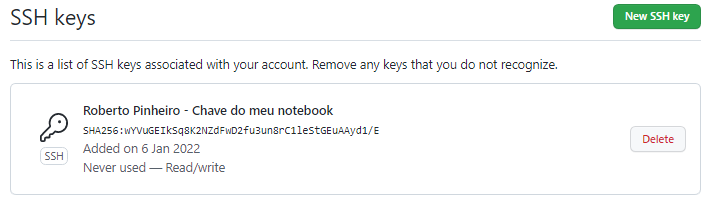 SSH keys
New SSH key
This is a list of SSH keys associated with your account. Remove any keys that you do not recognize.
Roberto Pinheiro - Chave do meu notebook
SHA256:wYVuGEIkSq8K2NZdFwD2fu3un8rC1leStGEuAAyd1/E
Added on 6 Jan 2022
Never used — Read/write
SSH
Delete